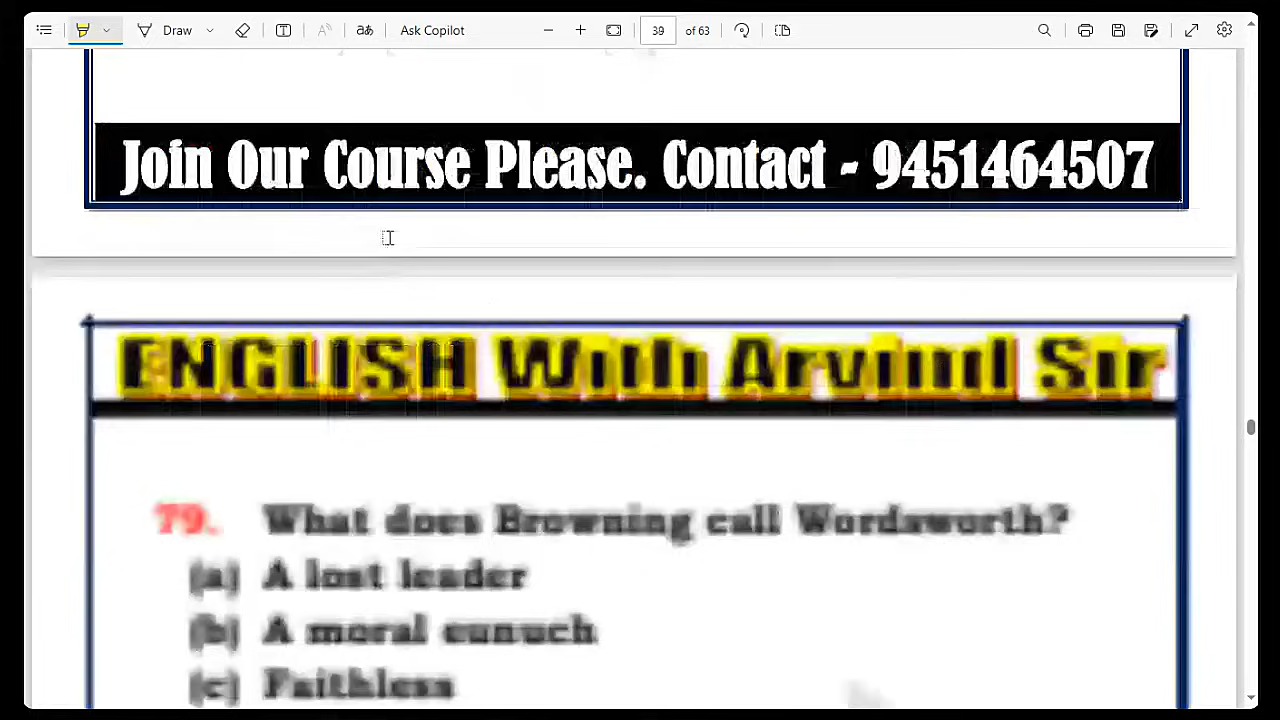 Draw
Ask Copilot
39 of 63
Join Our Course Please. Contact - 9451464507
ENGLISH With Arvind Sir
79. What does Browning call Wordsworth?
(a) A lost leader
(b) A moral eunuch
(c) Faithless